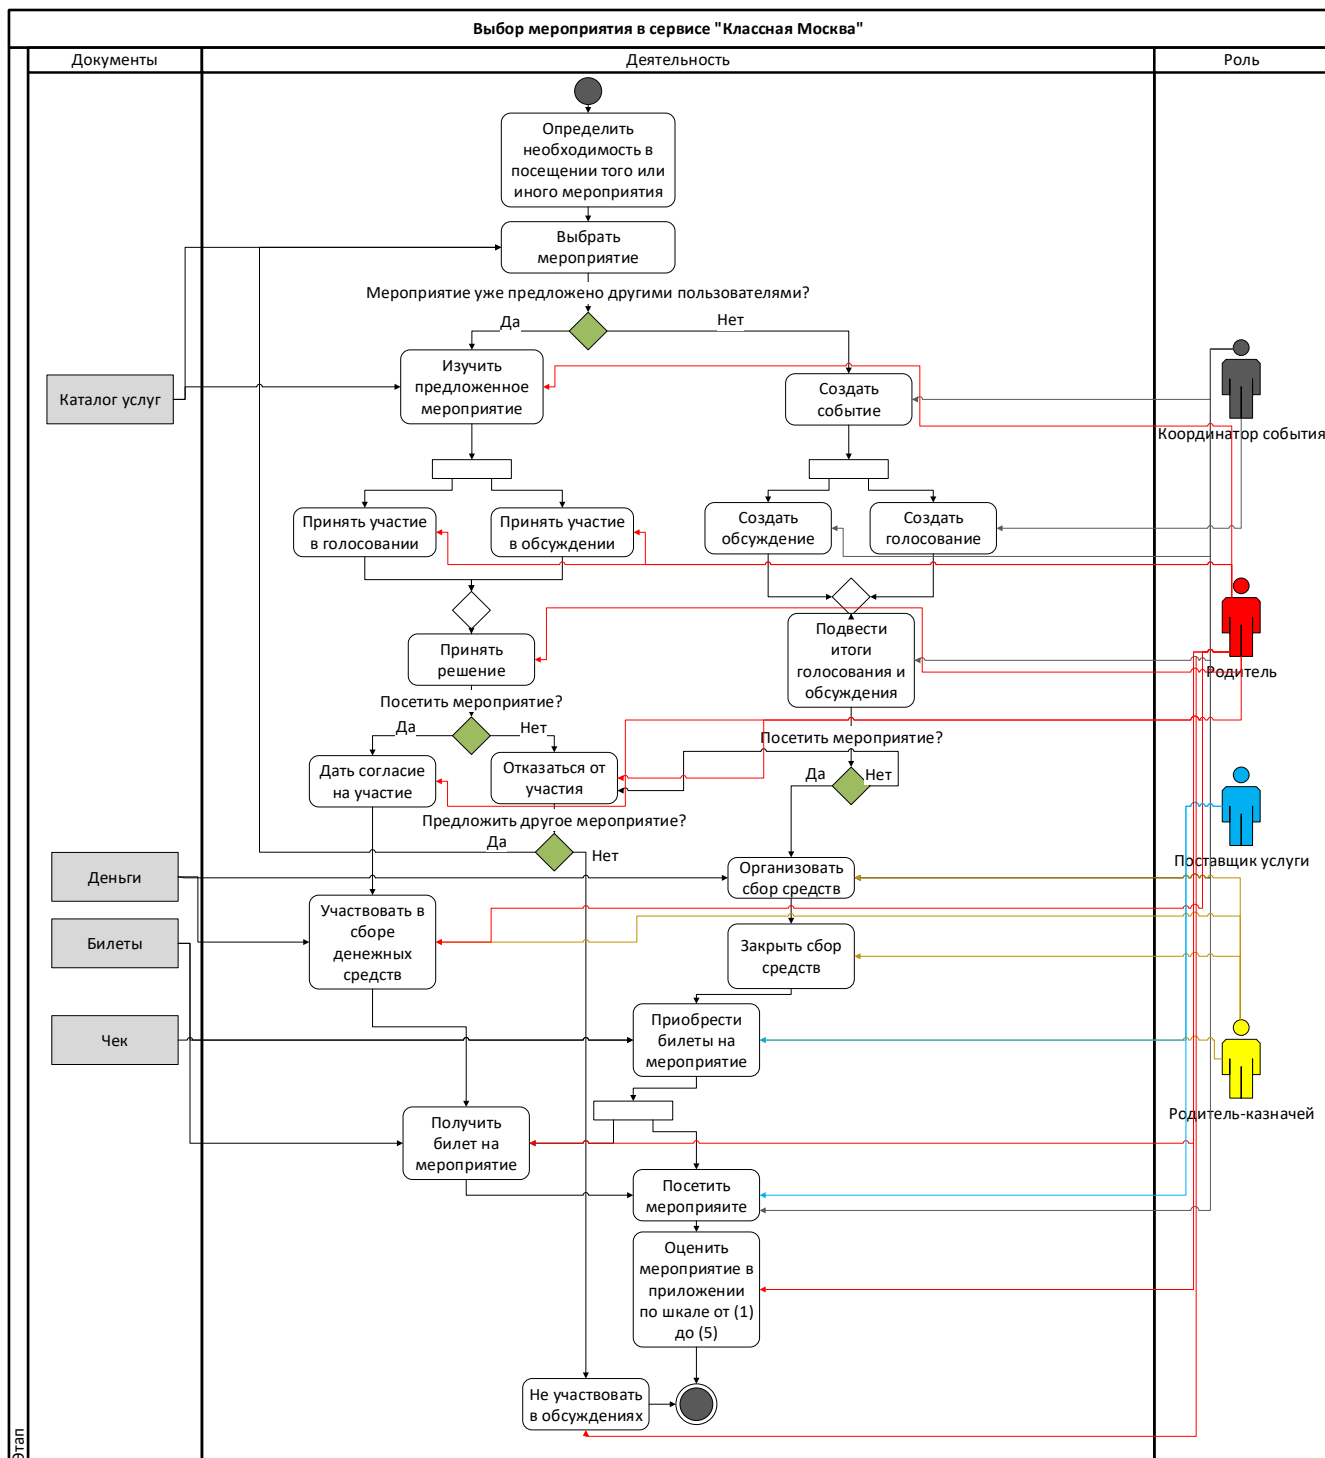 Выбор мероприятия в сервисе "Классная Москва"
Документы
Деятельность
Роль
Определить
необходимость в
посещении того или
иного мероприятия
Выбрать
мероприятие
Мероприятие уже предложено другими пользователями?
Да
Нет
Изучить
предложенное
мероприятие
Каталог услуг
Создать
событие
Координатор события
Принять участие
в голосовании
Принять участие
в обсуждении
Создать
обсуждение
Создать
голосование
Принять
решение
Подвести
итоги
голосования и
обсуждения
Родитель
Посетить мероприятие?
Да
Нет
Посетить мероприятие?
Да
Нет
Дать согласие
на участие
Отказаться от
участия
Предложить другое мероприятие?
Да
Нет
Поставщик услуги
Деньги
Организовать
сбор средств
Билеты
Участвовать в
сборе
денежных
средств
Закрыть сбор
средств
Чек
Приобрести
билеты на
мероприятие
Родитель-казначей
Получить
билет на
мероприятие
Посетить
мероприяите
Оценить
мероприятие в
приложении
по шкале от (1)
до (5)
Не участвовать
в обсуждениях
Этап